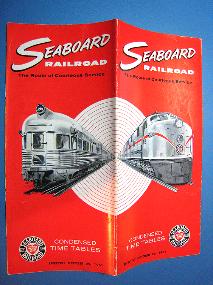 SEABOARD
RAILROAD
The Route of Courteous Service
CONDENSED
TIME TABLES
SEABOARD
RAILROAD
The Route of Courteous Service
CONDENSED
TIME TABLES